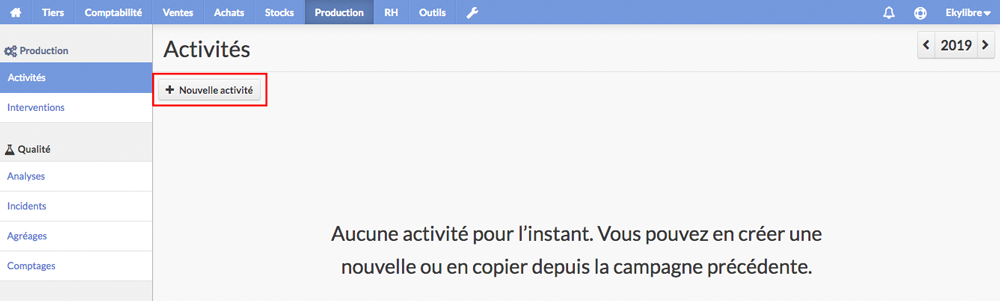 Tiers Comptabilité Ventes Achats Stocks Production RH Outils Ekylibre
Production
Activités
Interventions
Qualité
Analyses
Incidents
Agréages
Comptages
Activités
2019
Nouvelle activité
Aucune activité pour l’instant. Vous pouvez en créer une
nouvelle ou en copier depuis la campagne précédente.